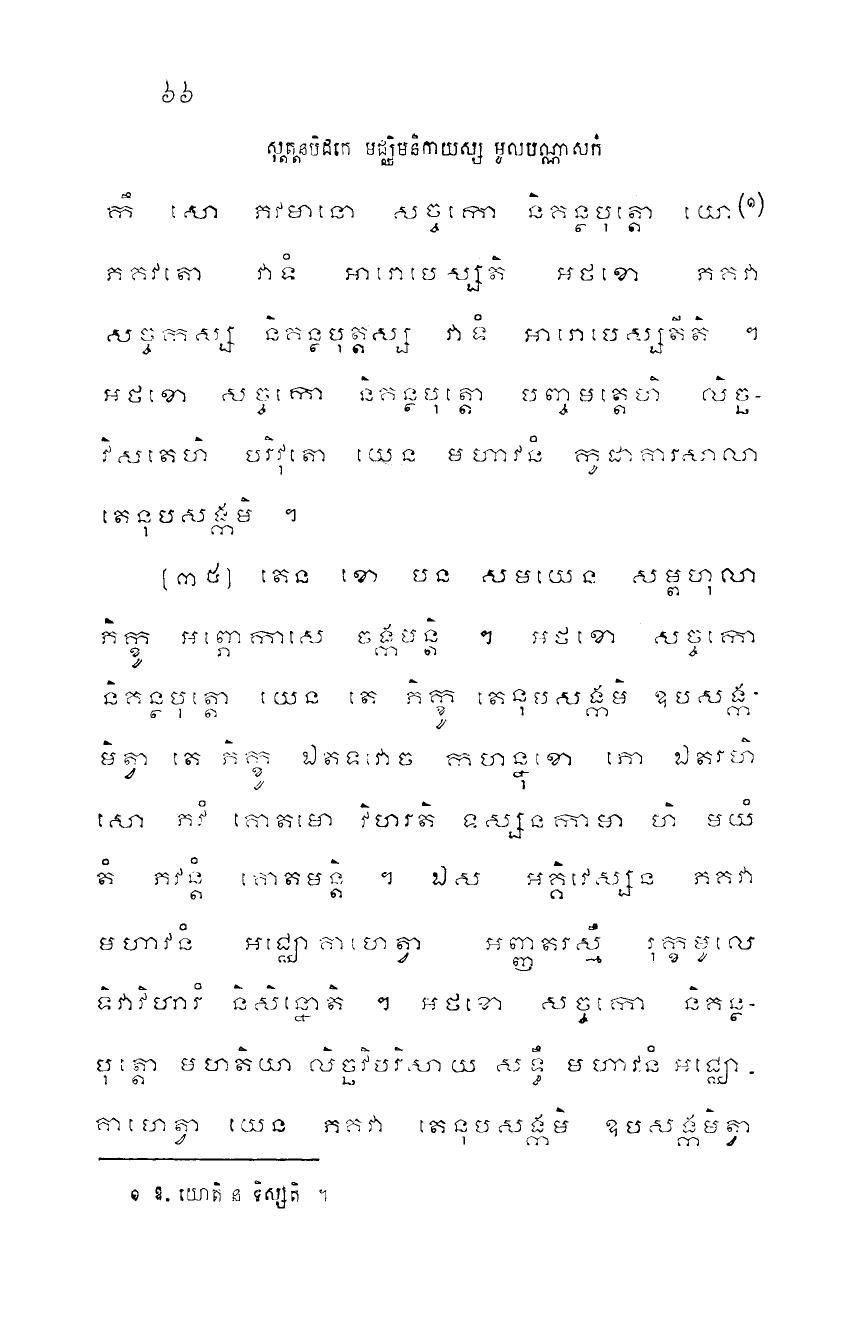 ៦៦
សុត្តន្តបិដកេ មជ្ឈិមនិកាយស្ស មូលបណ្ណាសកំ
កឹ សោ ភវមានោ សច្ចកោ និគន្ថបុត្តោ យោ(១)
ភគវតោ វាទំ អារោបេស្សតិ អថខោ ភគវា
សច្ចកស្ស និគន្ថបុត្តស្ស វាទំ អារោបេស្សតីតិ ។
អថខោ សច្ចកោ និគន្ថបុត្តោ បញ្ចមត្តេហិ លិច្ឆ-
វិសតេហិ បរិវុតោ យេន មហាវនំ កូដាគារសាលា
តេនុបសង្កមិ ។
[៣៥] តេន ខោ បន សមយេន សម្ពហុលា
ភិក្ខូ អព្ភោកាសេ ចង្កមន្តិ ។ អថខោ សច្ចកោ
និគន្ថបុត្តោ យេន តេ ភិក្ខូ តេនុបសង្កមិ ឧបសង្ក-
មិត្វា តេ ភិក្ខូ ឯតទវោច កហន្នុខោ ភោ ឯតរហិ
សោ ភវំ គោតមោ វិហរតិ ទស្សនកាមា ហិ មយំ
តំ ភវន្តំ គោតមន្តិ ។ ឯស អគ្គិវេស្សន ភគវា
មហាវនំ អជ្ឈោគាហេត្វា អញ្ញតរស្មឹ រុក្ខមូលេ
ទិវាវិហារំ និសិន្នោតិ ។ អថខោ សច្ចកោ និគន្ថ-
បុត្តោ មហតិយា លិច្ឆវិបរិសាយ សទ្ធឹ មហាវនំ អជ្ឈោ-
គាហេត្វា យេន ភគវា តេនុបសង្កមិ ឧបសង្កមិត្វា
១ ឱ. យោតិ ន ទិស្សតិ ។